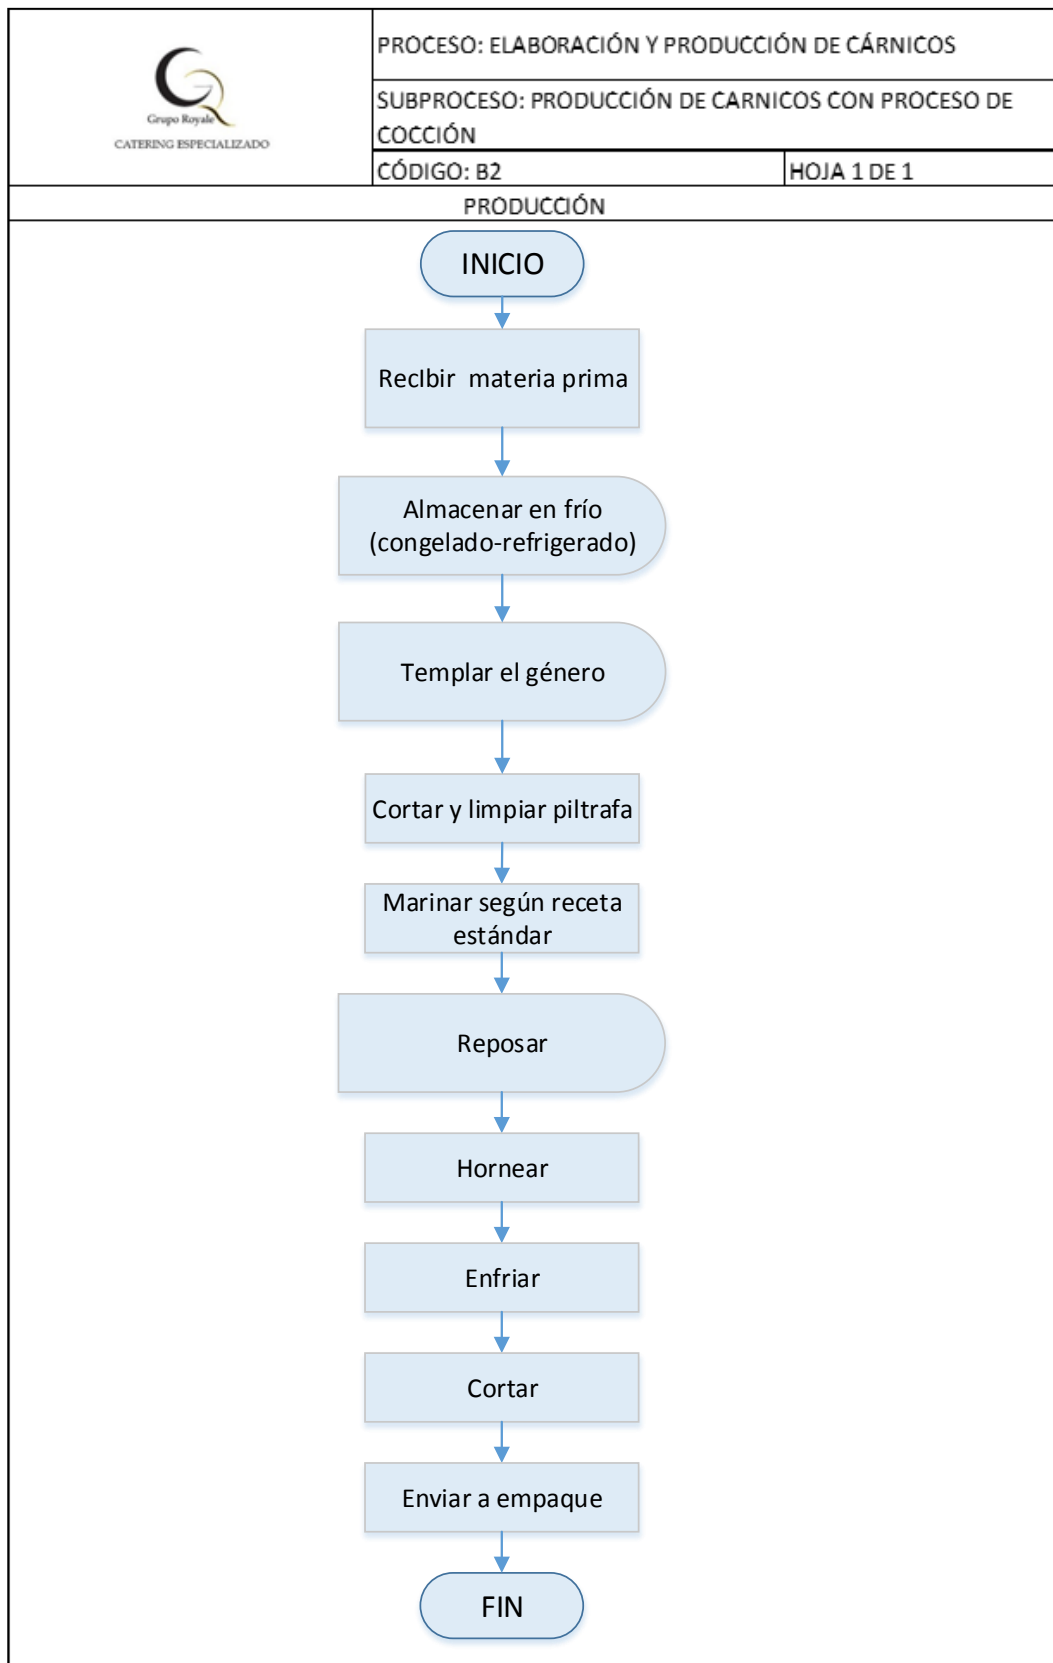 Grupo Royale
CATERING ESPECIALIZADO
PROCESO: ELABORACIÓN Y PRODUCCIÓN DE CÁRNICOS
SUBPROCESO: PRODUCCIÓN DE CARNICOS CON PROCESO DE
COCCIÓN
CÓDIGO: B2
HOJA 1 DE 1
PRODUCCIÓN
INICIO
RecIbir materia prima
Almacenar en frío
(congelado-refrigerado)
Templar el género
Cortar y limpiar piltrafa
Marinar según receta
estándar
Reposar
Hornear
Enfriar
Cortar
Enviar a empaque
FIN